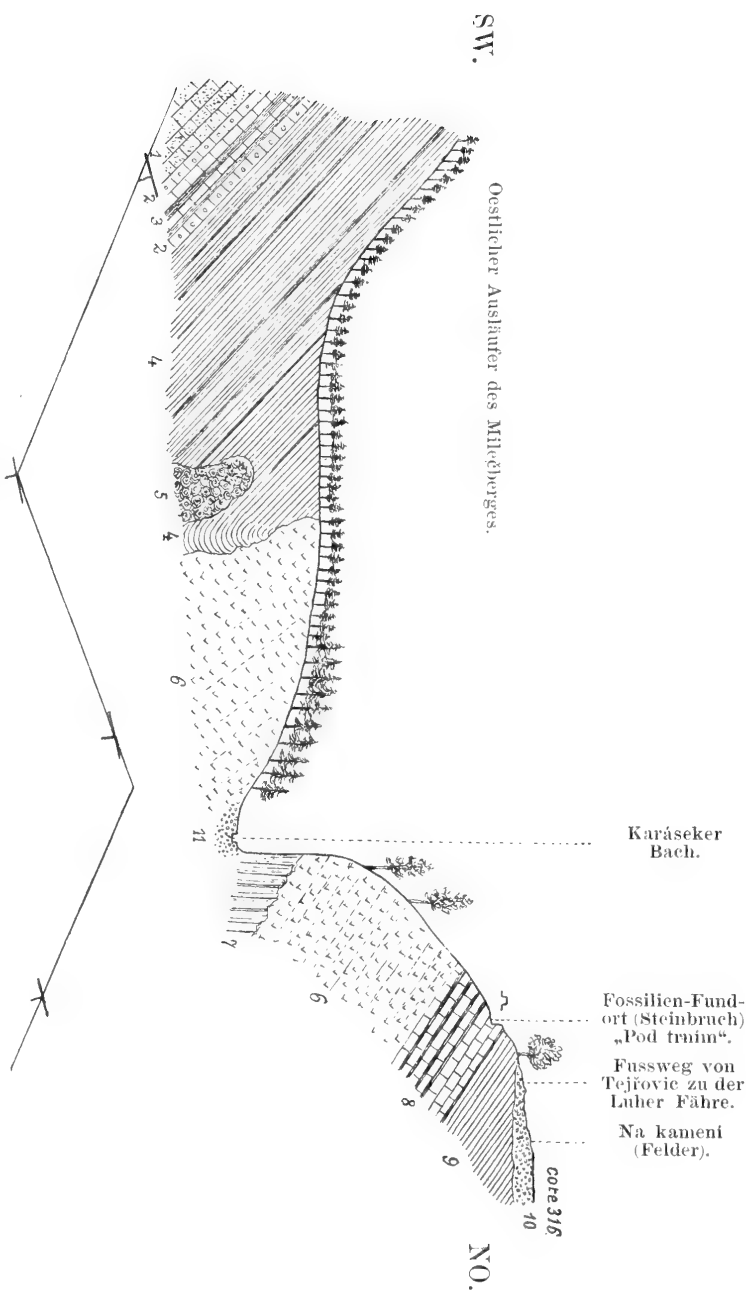 SW.
Oestlicher Ausläufer des Milečberges.
Karáseker
Bach.
Fossilien-Fund-
ort (Steinbruch)
„Pod trním“.
Fussweg von
Tejřovic zu der
Luher Fähre.
Na kameni
(Felder).
NO.
cote 316
1
2
3
2
4
5
4
6
11
7
6
8
9
10